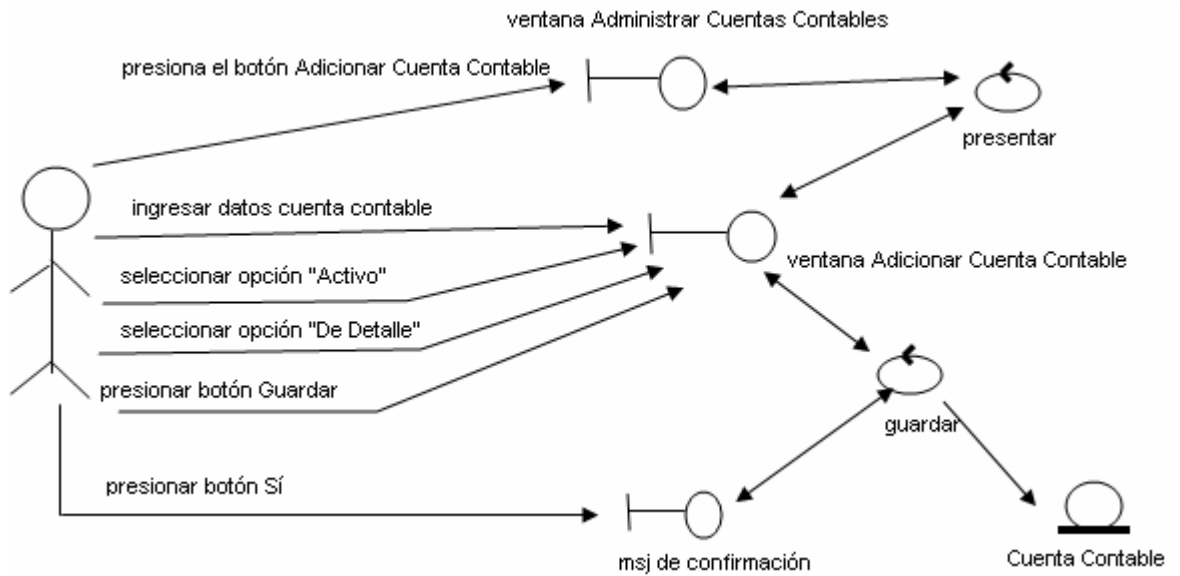 ventana Administrar Cuentas Contables
presiona el botón Adicionar Cuenta Contable
presentar
ingresar datos cuenta contable
ventana Adicionar Cuenta Contable
seleccionar opción "Activo"
seleccionar opción "De Detalle"
presionar botón Guardar
guardar
presionar botón Sí
msj de confirmación
Cuenta Contable